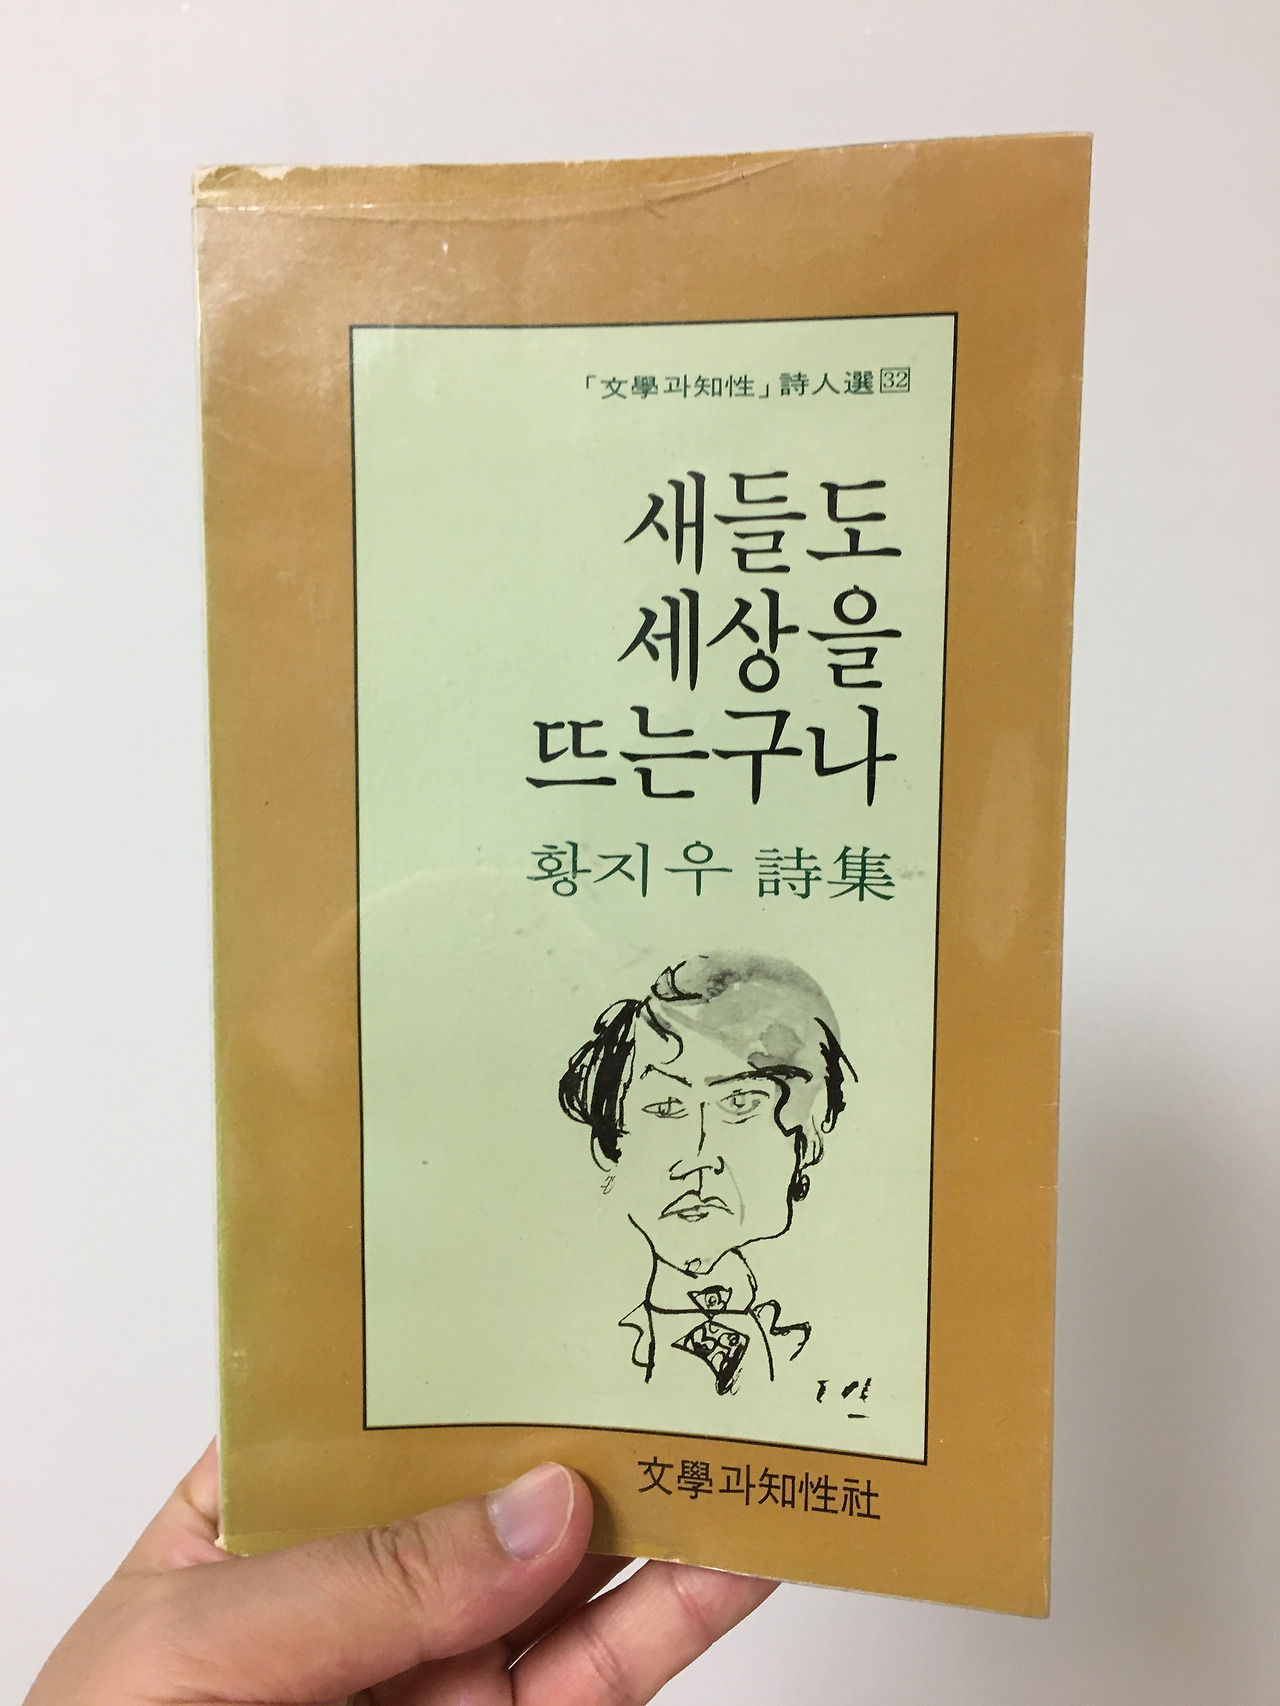 「文學과知性」詩人選 32
새들도
세상을
뜨는구나
황지우 詩集
文學과知性社